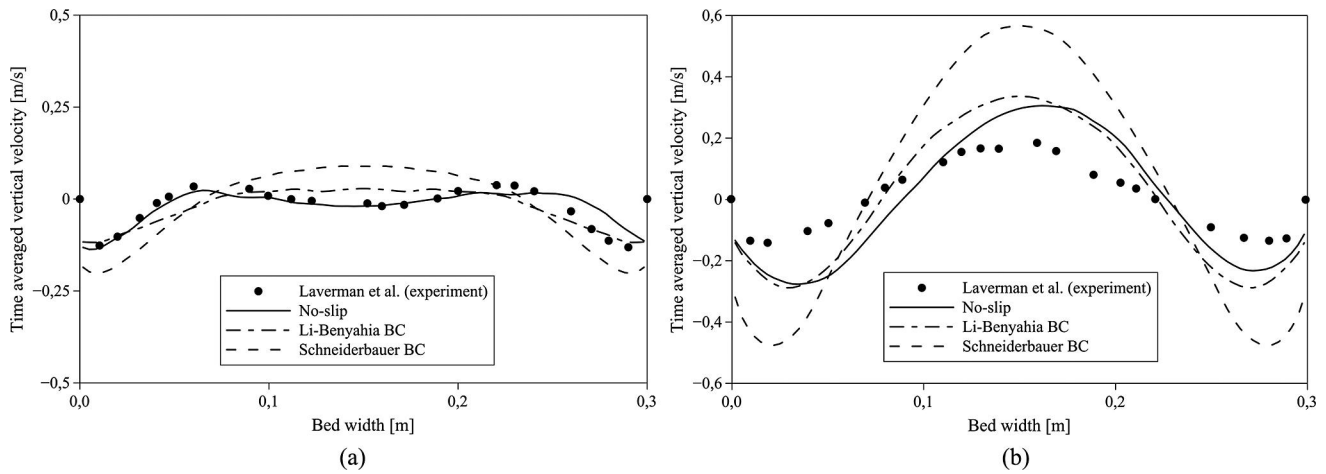 Time averaged vertical velocity [m/s]
0,5
0,25
0
−0,25
−0,5
Laverman et al. (experiment)
No-slip
Li-Benyahia BC
Schneiderbauer BC
0,0
0,1
0,2
0,3
Bed width [m]
(a)
Time averaged vertical velocity [m/s]
0,6
0,4
0,2
0
−0,2
−0,4
−0,6
Laverman et al. (experiment)
No-slip
Li-Benyahia BC
Schneiderbauer BC
0,0
0,1
0,2
0,3
Bed width [m]
(b)